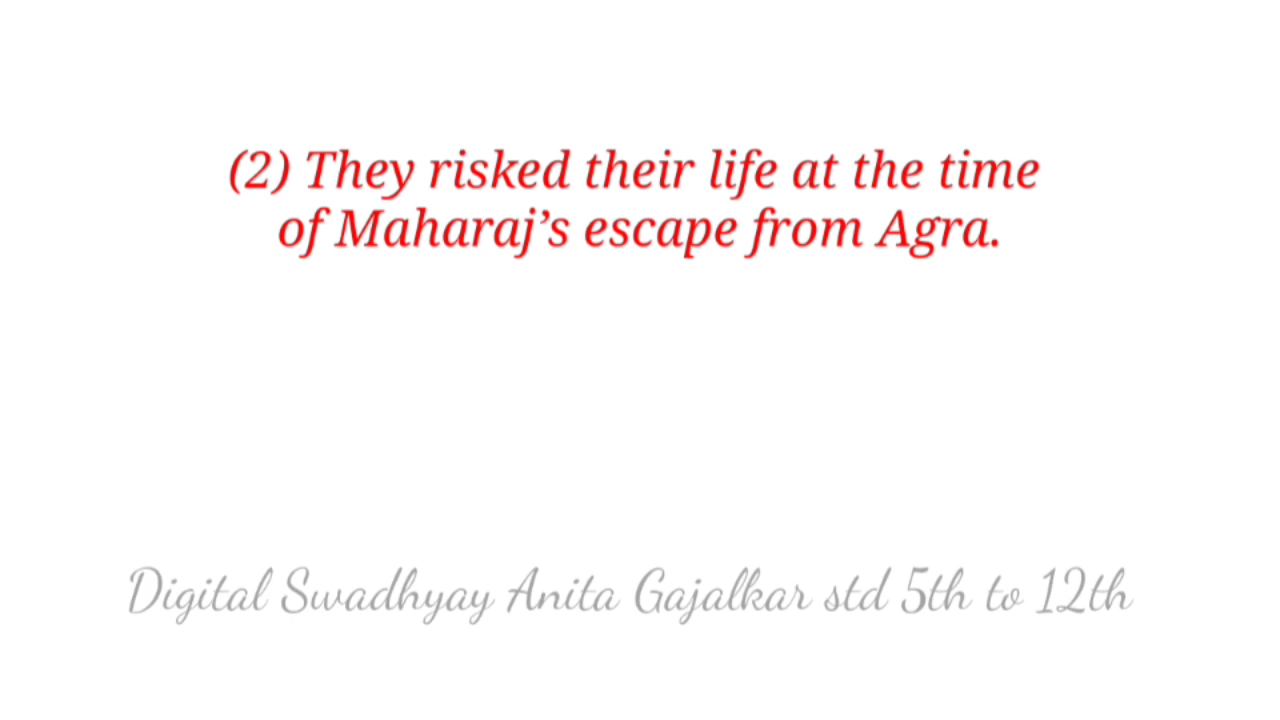 (2) They risked their life at the time
of Maharaj’s escape from Agra.
Digital Swadhyay Anita Gajalkar std 5th to 12th